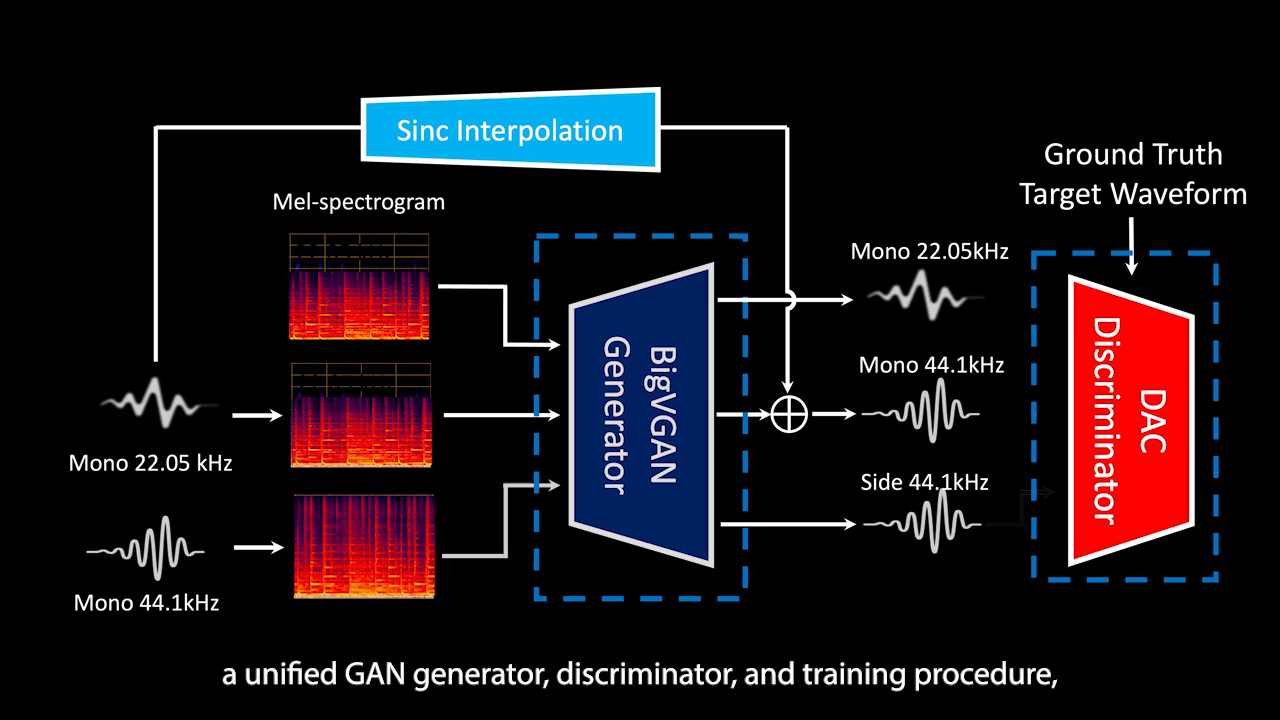 Sinc Interpolation
Ground Truth
Target Waveform
Mel-spectrogram
Mono 22.05kHz
BigVGAN
Generator
Mono 44.1kHz
DAC
Discriminator
Mono 22.05 kHz
Side 44.1kHz
Mono 44.1kHz
a unified GAN generator, discriminator, and training procedure,